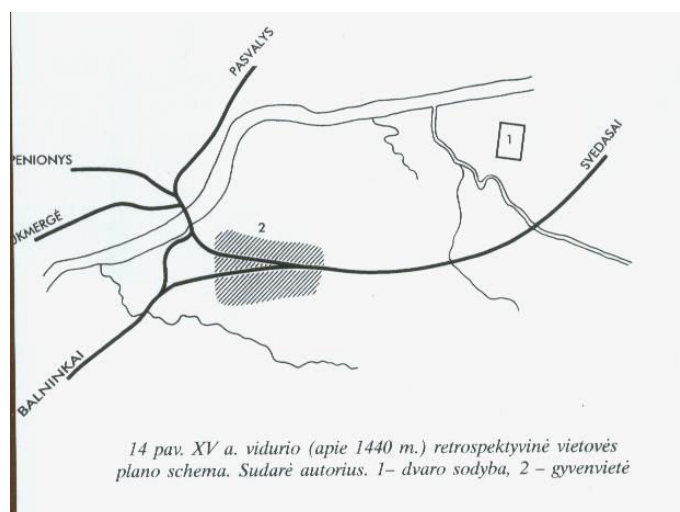 PASVALYS
PENIONYS
SVEDASAI
UKMERGĖ
BALNINKAI
1
2
14 pav. XV a. vidurio (apie 1440 m.) retrospektyvinė vietovės
plano schema. Sudarė autorius. 1– dvaro sodyba, 2 – gyvenvietė